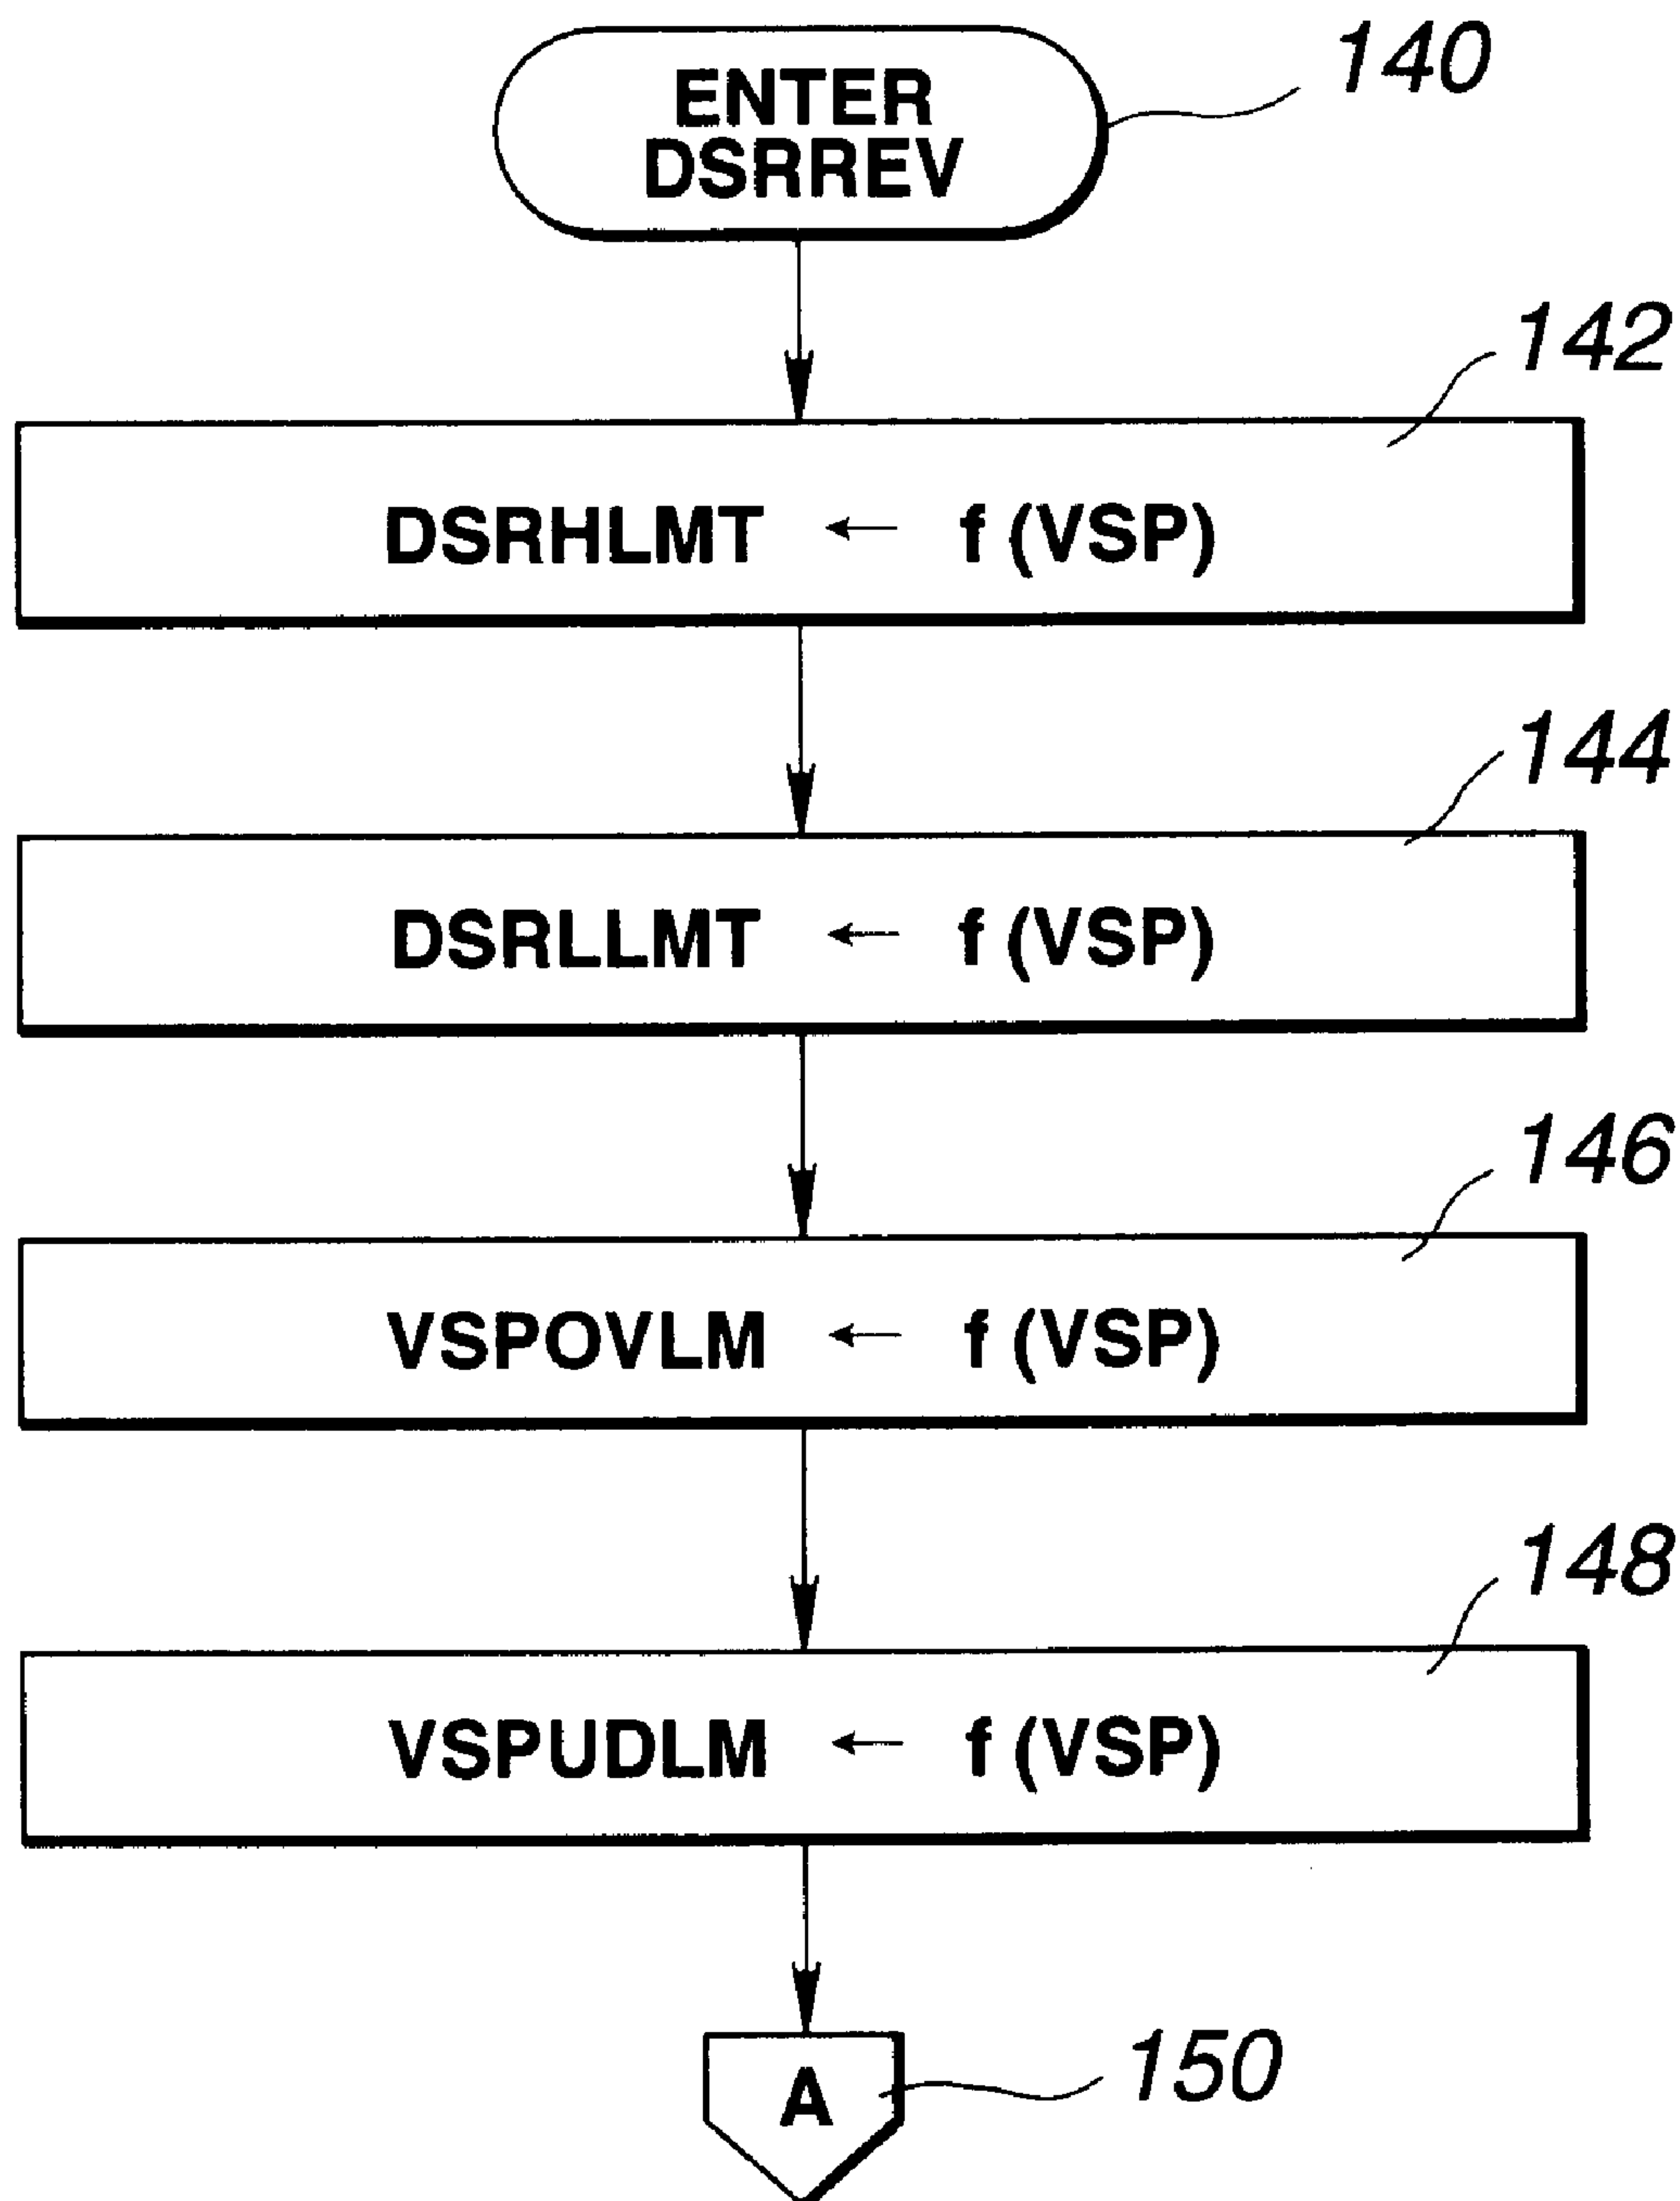 ENTER
DSRREV
140
142
DSRHLMT ← f (VSP)
144
DSRLLMT ← f (VSP)
146
VSPOVLM ← f (VSP)
148
VSPUDLM ← f (VSP)
A
150